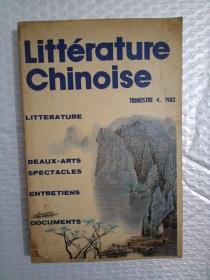 Littérature
Chinoise
TRIMESTRE 4, 1982
LITTERATURE
BEAUX-ARTS
SPECTACLES
ENTRETIENS
DOCUMENTS